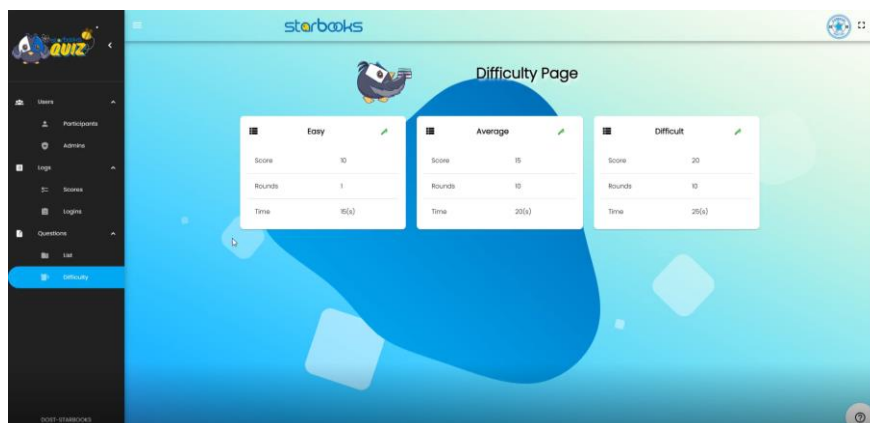 starbooks
QUIZ
starbooks
Difficulty Page
Users
Participants
Admins
Logs
Scores
Logins
Questions
List
Difficulty
Easy
Score 10
Rounds 1
Time 15(s)
Average
Score 15
Rounds 10
Time 20(s)
Difficult
Score 20
Rounds 10
Time 25(s)
DOST-STARBOOKS